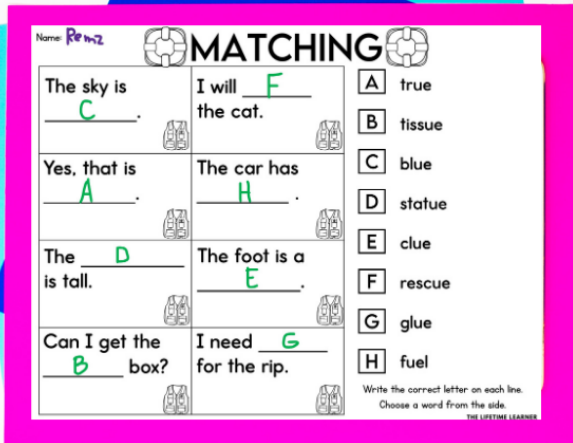 Name: Remz
MATCHING
The sky is
C.
I will F
the cat.
Yes, that is
A.
The car has
H.
The D
is tall.
The foot is a
E.
Can I get the
B box?
I need G
for the rip.
A true
B tissue
C blue
D statue
E clue
F rescue
G glue
H fuel
Write the correct letter on each line.
Choose a word from the side.
THE LIFETIME LEARNER